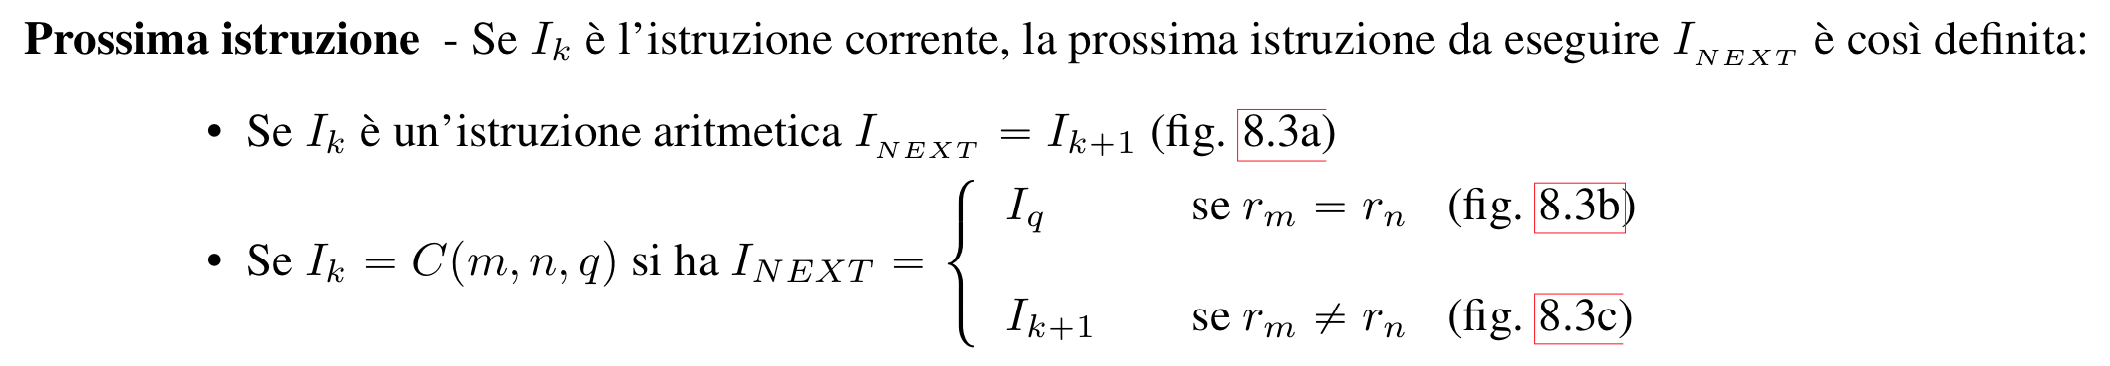 Prossima istruzione - Se I_k è l'istruzione corrente, la prossima istruzione da eseguire I_NEXT è così definita:
• Se I_k è un'istruzione aritmetica I_NEXT = I_{k+1} (fig. 8.3a)
I_q se r_m = r_n (fig. 8.3b)
• Se I_k = C(m, n, q) si ha I_NEXT = {
I_{k+1} se r_m ≠ r_n (fig. 8.3c)